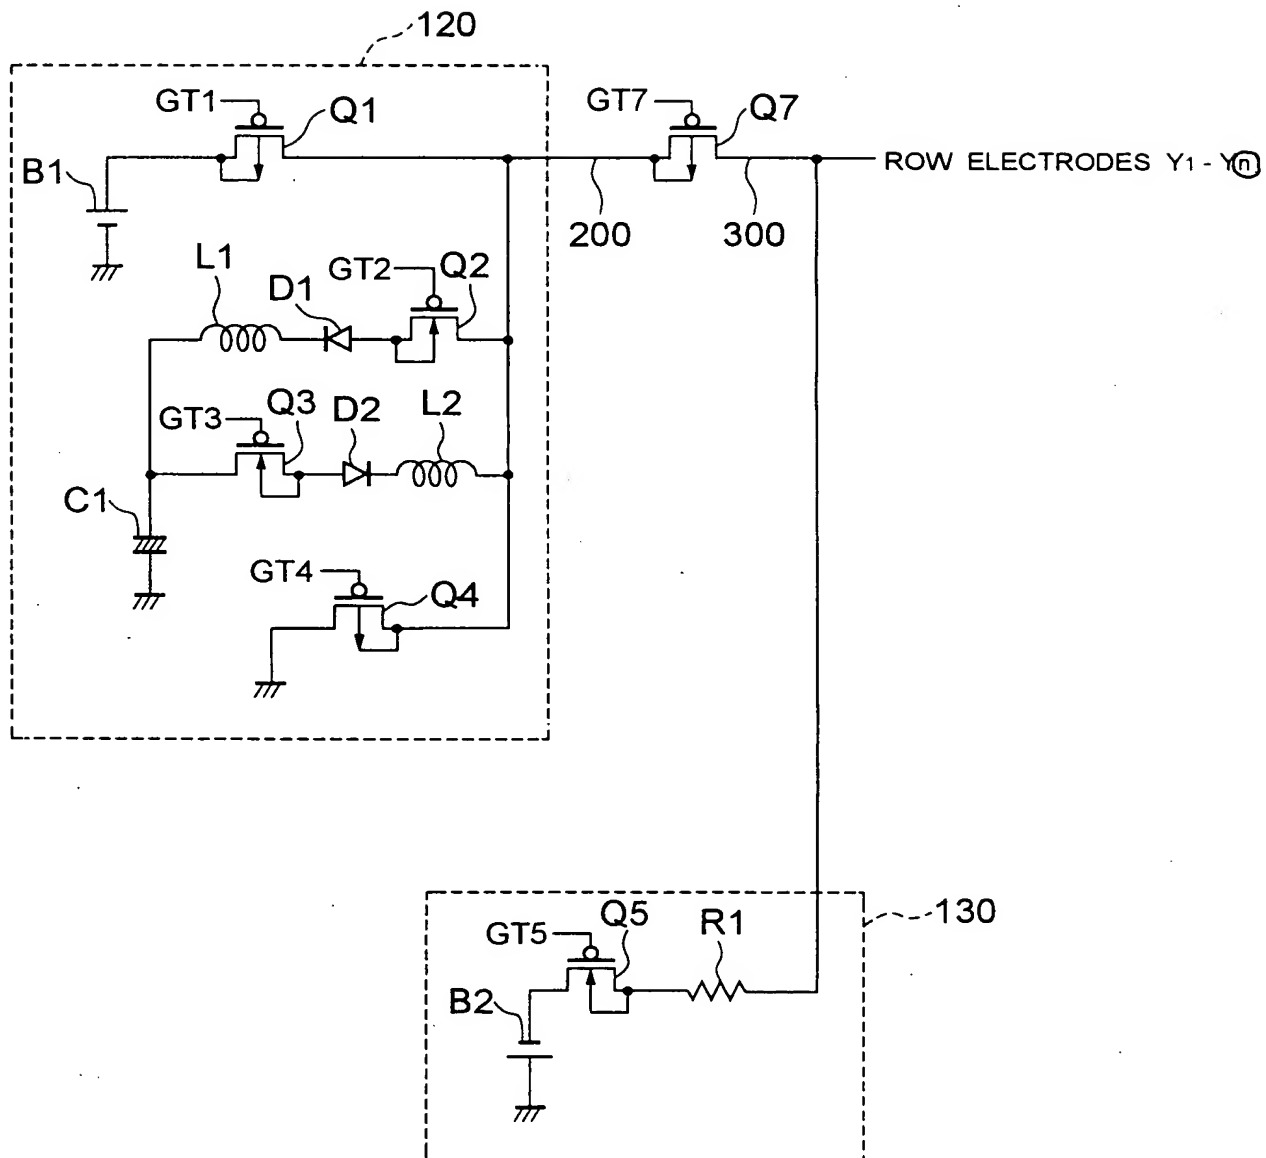 120
GT1
Q1
GT7
Q7
B1
ROW ELECTRODES Y1 - Yn
200
300
L1
D1
GT2
Q2
GT3
Q3
D2
L2
C1
GT4
Q4
130
GT5
Q5
R1
B2